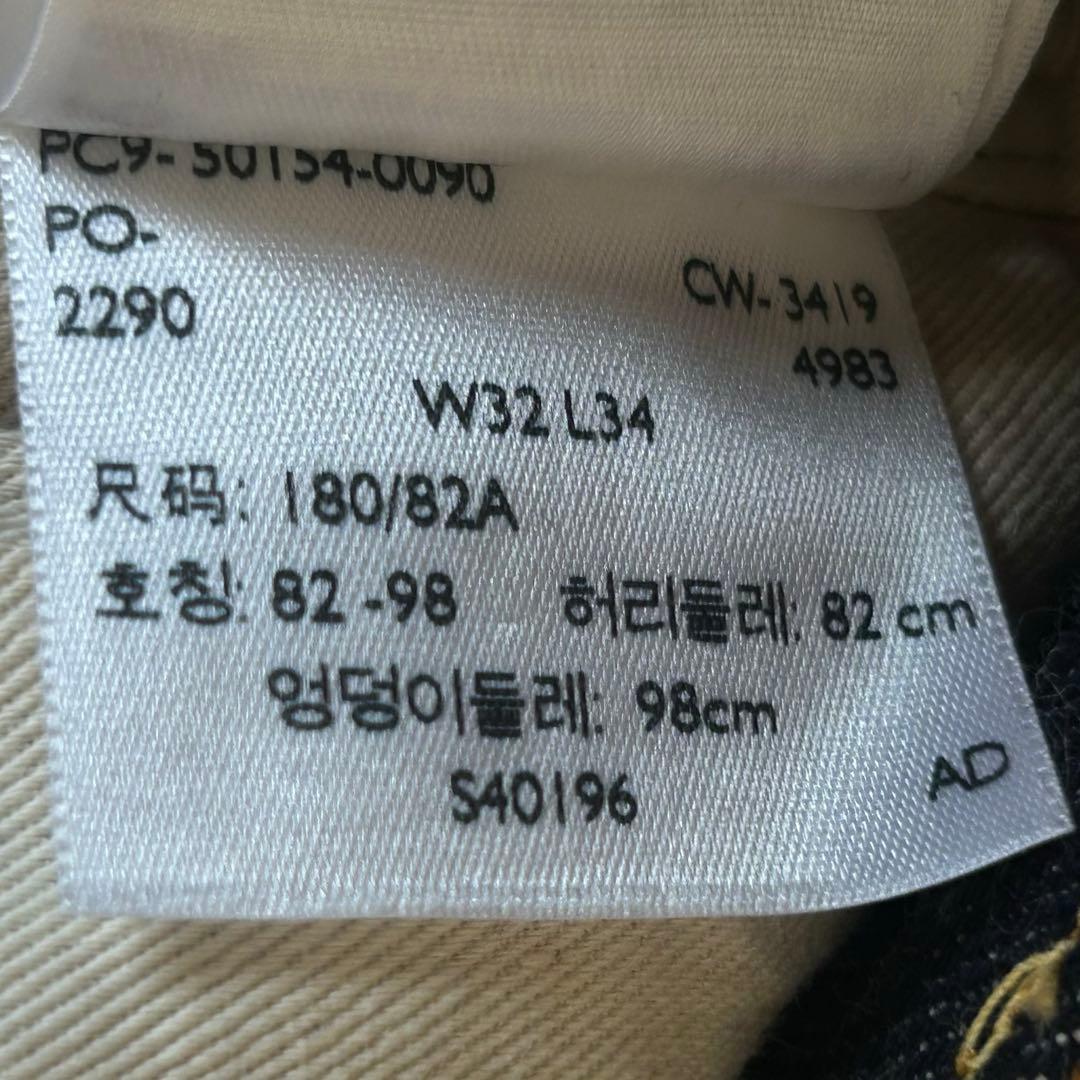 PC9-50154-0090
PO-
2290
CW-3419
4983
W32 L34
尺码: 180/82A
호칭: 82 -98 허리둘레: 82 cm
엉덩이둘레: 98cm
S40196
AD